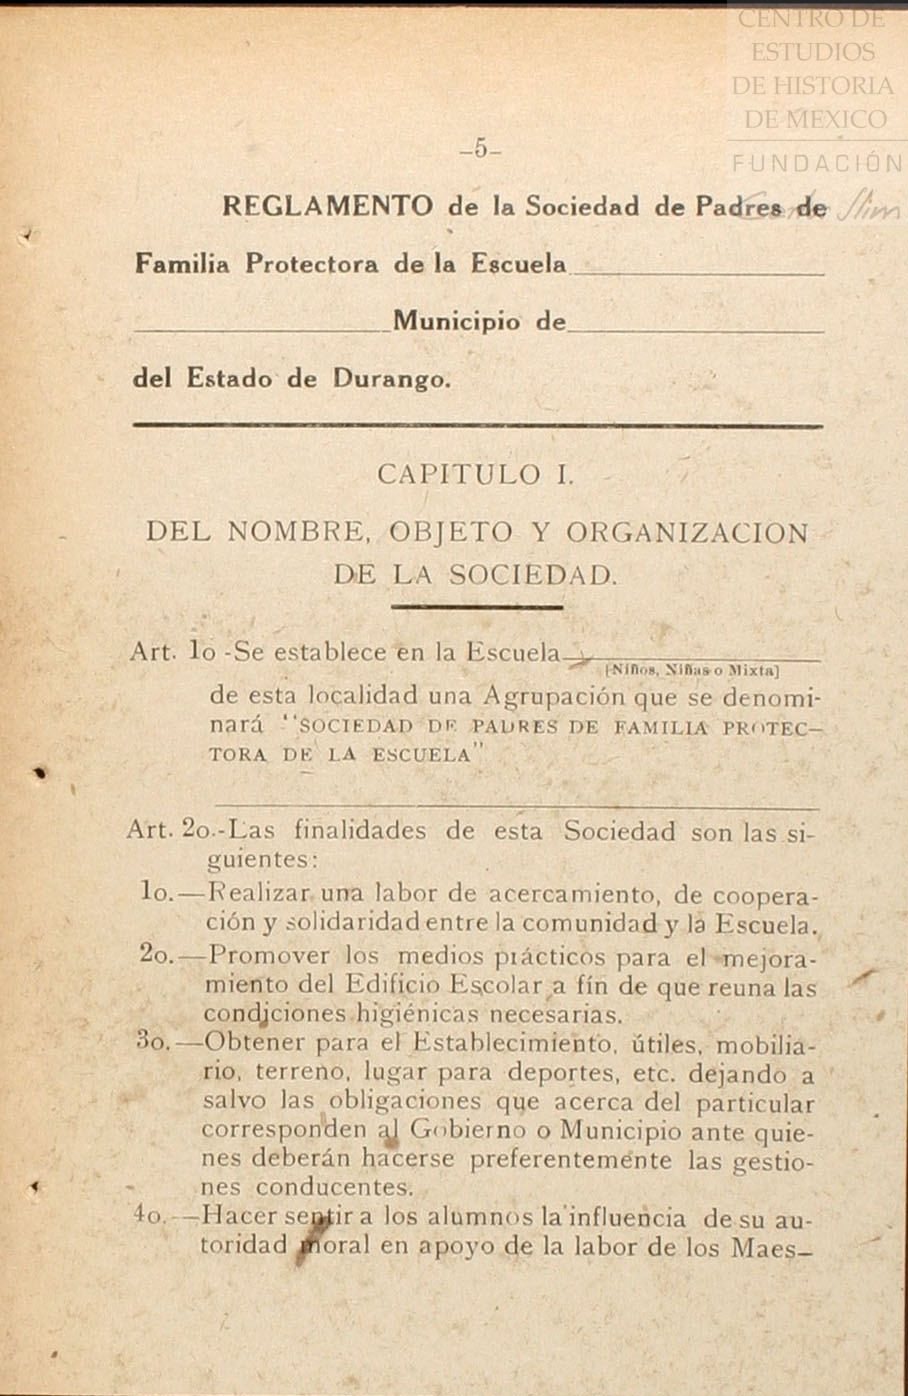 CENTRO DE
ESTUDIOS
DE HISTORIA
DE MEXICO
FUNDACIÓN
Carlos Slim
–5–
REGLAMENTO de la Sociedad de Padres de
Familia Protectora de la Escuela
Municipio de
del Estado de Durango.
CAPITULO I.
DEL NOMBRE, OBJETO Y ORGANIZACION
DE LA SOCIEDAD.
Art. 1o -Se establece en la Escuela
[Niños, Niñas o Mixta]
de esta localidad una Agrupación que se denomi-
nará "SOCIEDAD DE PADRES DE FAMILIA PROTEC–
TORA DE LA ESCUELA"
Art. 2o.-Las finalidades de esta Sociedad son las si-
guientes:
1o.—Realizar una labor de acercamiento, de coopera-
ción y solidaridad entre la comunidad y la Escuela.
2o.—Promover los medios prácticos para el mejora-
miento del Edificio Escolar a fín de que reuna las
condiciones higiénicas necesarias.
3o.—Obtener para el Establecimiento, útiles, mobilia-
rio, terreno, lugar para deportes, etc. dejando a
salvo las obligaciones que acerca del particular
corresponden al Gobierno o Municipio ante quie-
nes deberán hacerse preferentemente las gestio-
nes conducentes.
4o.—Hacer sentir a los alumnos la influencia de su au-
toridad moral en apoyo de la labor de los Maes–